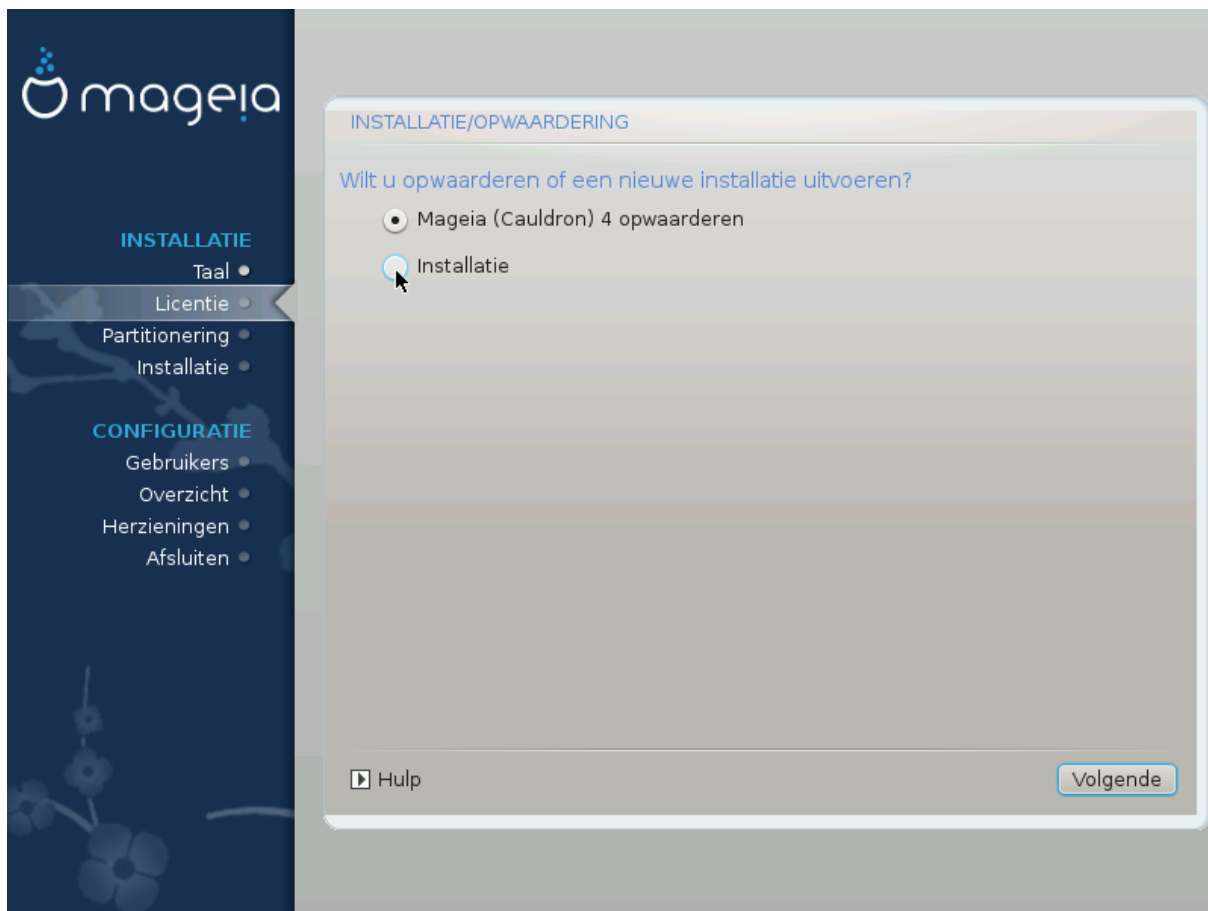 mageia
INSTALLATIE
Taal
Licentie
Partitionering
Installatie
CONFIGURATIE
Gebruikers
Overzicht
Herzieningen
Afsluiten
INSTALLATIE/OPWAARDERING
Wilt u opwaarderen of een nieuwe installatie uitvoeren?
Mageia (Cauldron) 4 opwaarderen
Installatie
Hulp
Volgende